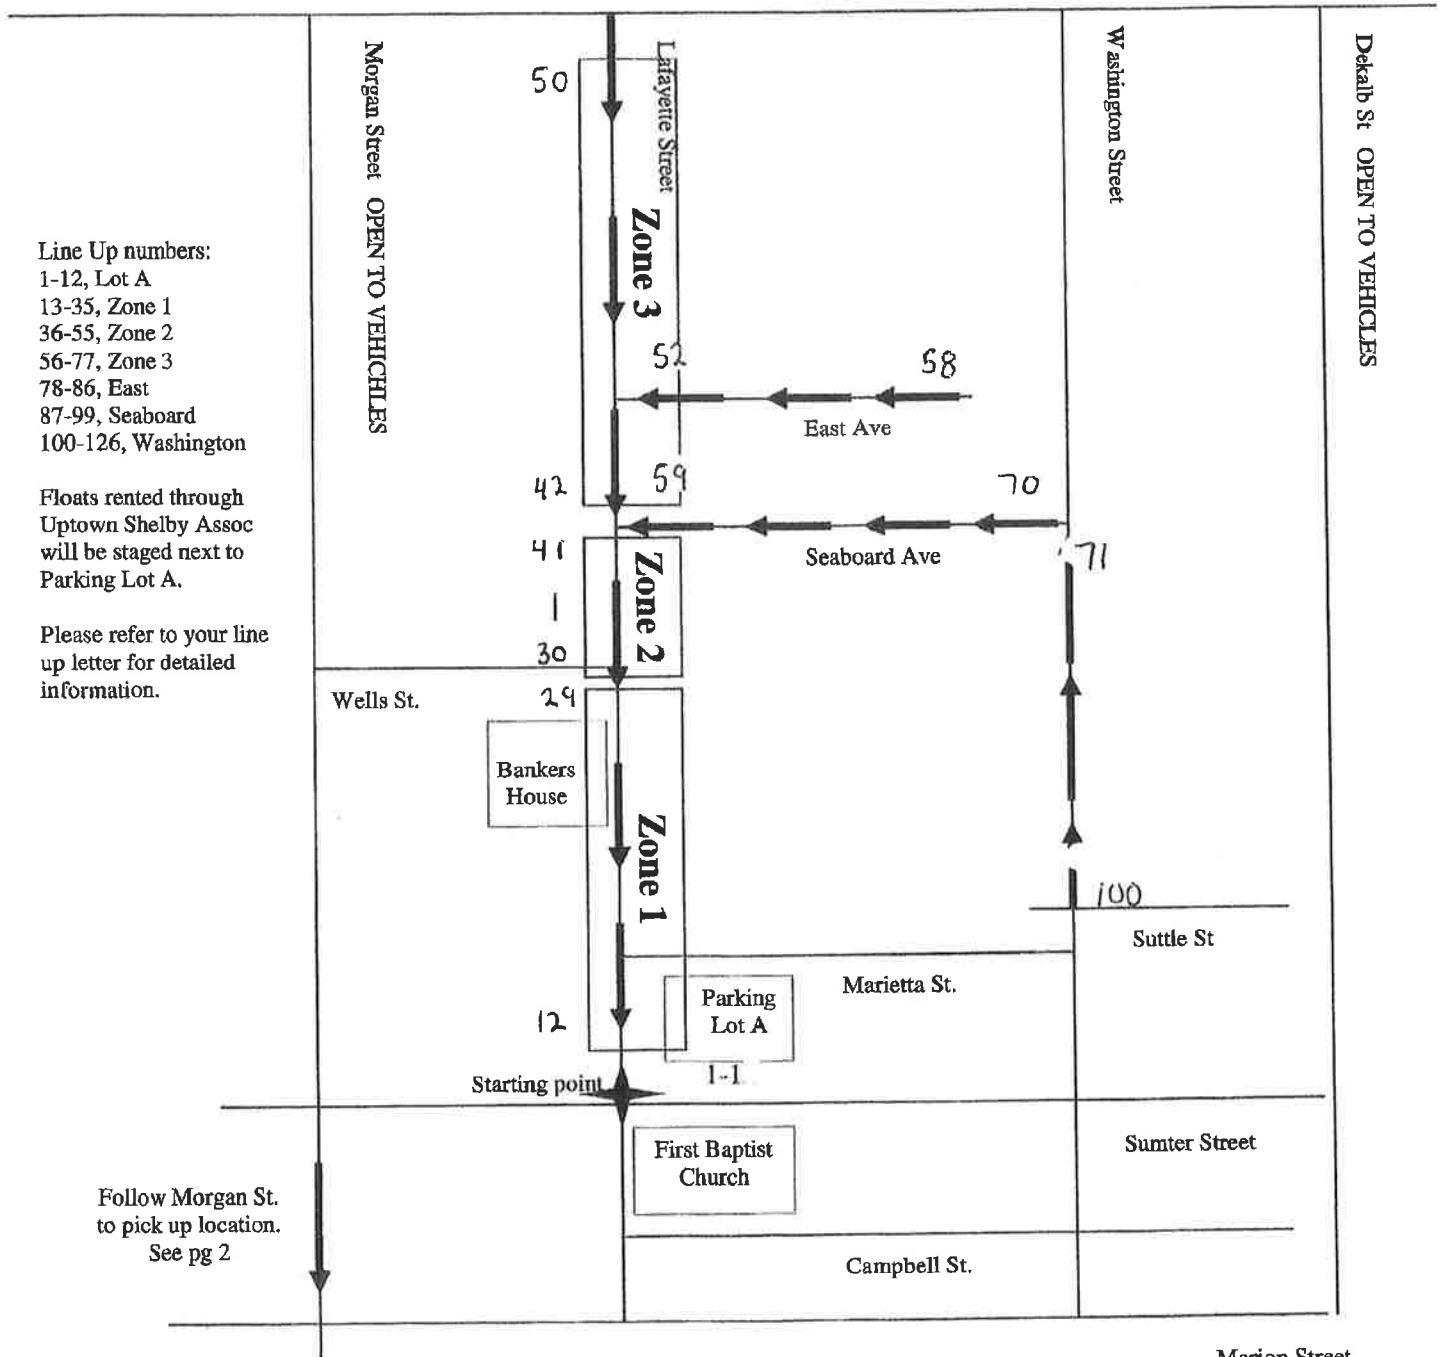 Morgan Street OPEN TO VEHICHLES
Lafayette Street
Washington Street
Dekalb St OPEN TO VEHICLES
50
Zone 3
Line Up numbers:
1-12, Lot A
13-35, Zone 1
36-55, Zone 2
56-77, Zone 3
78-86, East
87-99, Seaboard
100-126, Washington
52
58
East Ave
42
59
70
Floats rented through
Uptown Shelby Assoc
will be staged next to
Parking Lot A.
41
Zone 2
Seaboard Ave
71
1
30
Please refer to your line
up letter for detailed
information.
Wells St.
29
Bankers
House
Zone 1
100
Suttle St
Marietta St.
Parking
Lot A
12
1-1
Starting point
First Baptist
Church
Sumter Street
Follow Morgan St.
to pick up location.
See pg 2
Campbell St.
Marion Street